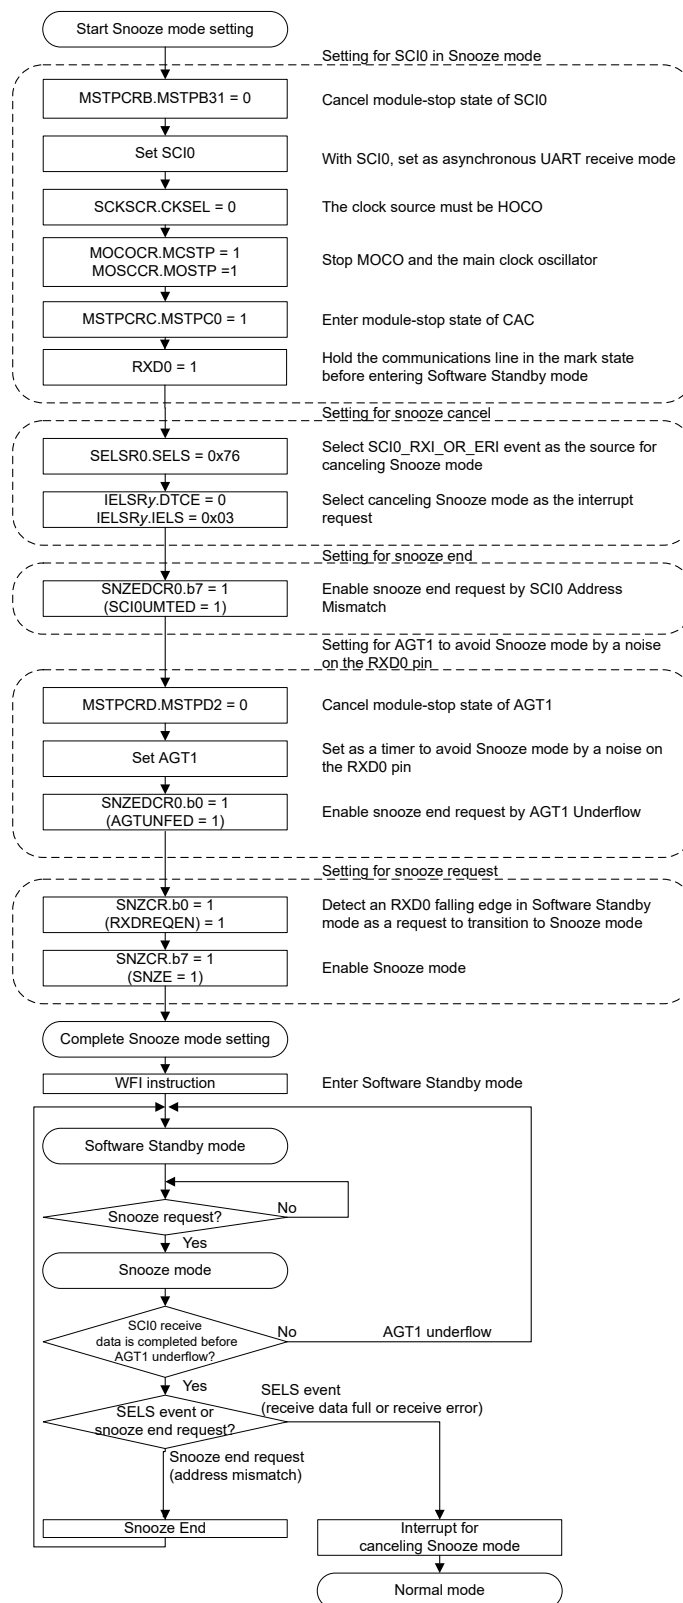 Start Snooze mode setting
Setting for SCI0 in Snooze mode
MSTPCRB.MSTPB31 = 0
Cancel module-stop state of SCI0
Set SCI0
With SCI0, set as asynchronous UART receive mode
SCKSCR.CKSEL = 0
The clock source must be HOCO
MOCOCR.MCSTP = 1
MOSCCR.MOSTP =1
Stop MOCO and the main clock oscillator
MSTPCRC.MSTPC0 = 1
Enter module-stop state of CAC
RXD0 = 1
Hold the communications line in the mark state
before entering Software Standby mode
Setting for snooze cancel
SELSR0.SELS = 0x76
Select SCI0_RXI_OR_ERI event as the source for
canceling Snooze mode
IELSRy.DTCE = 0
IELSRy.IELS = 0x03
Select canceling Snooze mode as the interrupt
request
Setting for snooze end
SNZEDCR0.b7 = 1
(SCI0UMTED = 1)
Enable snooze end request by SCI0 Address
Mismatch
Setting for AGT1 to avoid Snooze mode by a noise
on the RXD0 pin
MSTPCRD.MSTPD2 = 0
Cancel module-stop state of AGT1
Set AGT1
Set as a timer to avoid Snooze mode by a noise on
the RXD0 pin
SNZEDCR0.b0 = 1
(AGTUNFED = 1)
Enable snooze end request by AGT1 Underflow
Setting for snooze request
SNZCR.b0 = 1
(RXDREQEN) = 1
Detect an RXD0 falling edge in Software Standby
mode as a request to transition to Snooze mode
SNZCR.b7 = 1
(SNZE = 1)
Enable Snooze mode
Complete Snooze mode setting
WFI instruction
Enter Software Standby mode
Software Standby mode
Snooze request?
No
Yes
Snooze mode
SCI0 receive
data is completed before
AGT1 underflow?
No
AGT1 underflow
Yes
SELS event
(receive data full or receive error)
SELS event or
snooze end request?
Snooze end request
(address mismatch)
Snooze End
Interrupt for
canceling Snooze mode
Normal mode